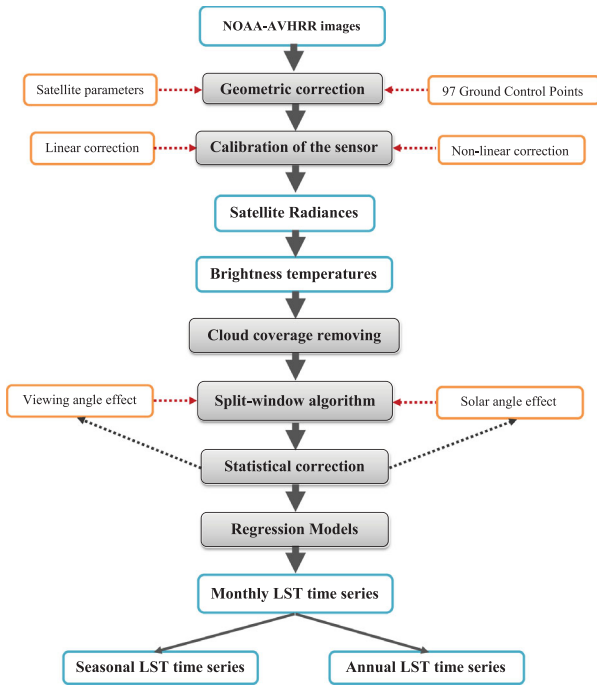 NOAA-AVHRR images
Satellite parameters
Geometric correction
97 Ground Control Points
Linear correction
Calibration of the sensor
Non-linear correction
Satellite Radiances
Brightness temperatures
Cloud coverage removing
Viewing angle effect
Split-window algorithm
Solar angle effect
Statistical correction
Regression Models
Monthly LST time series
Seasonal LST time series
Annual LST time series